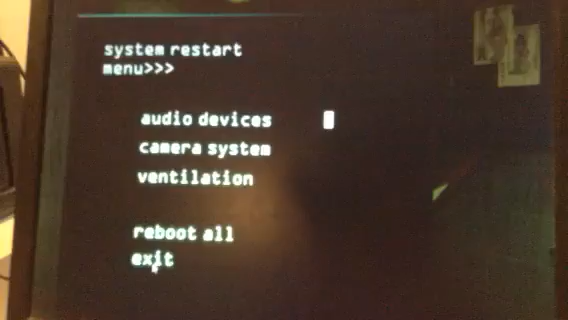 system restart
menu>>>
audio devices
camera system
ventilation
reboot all
exit